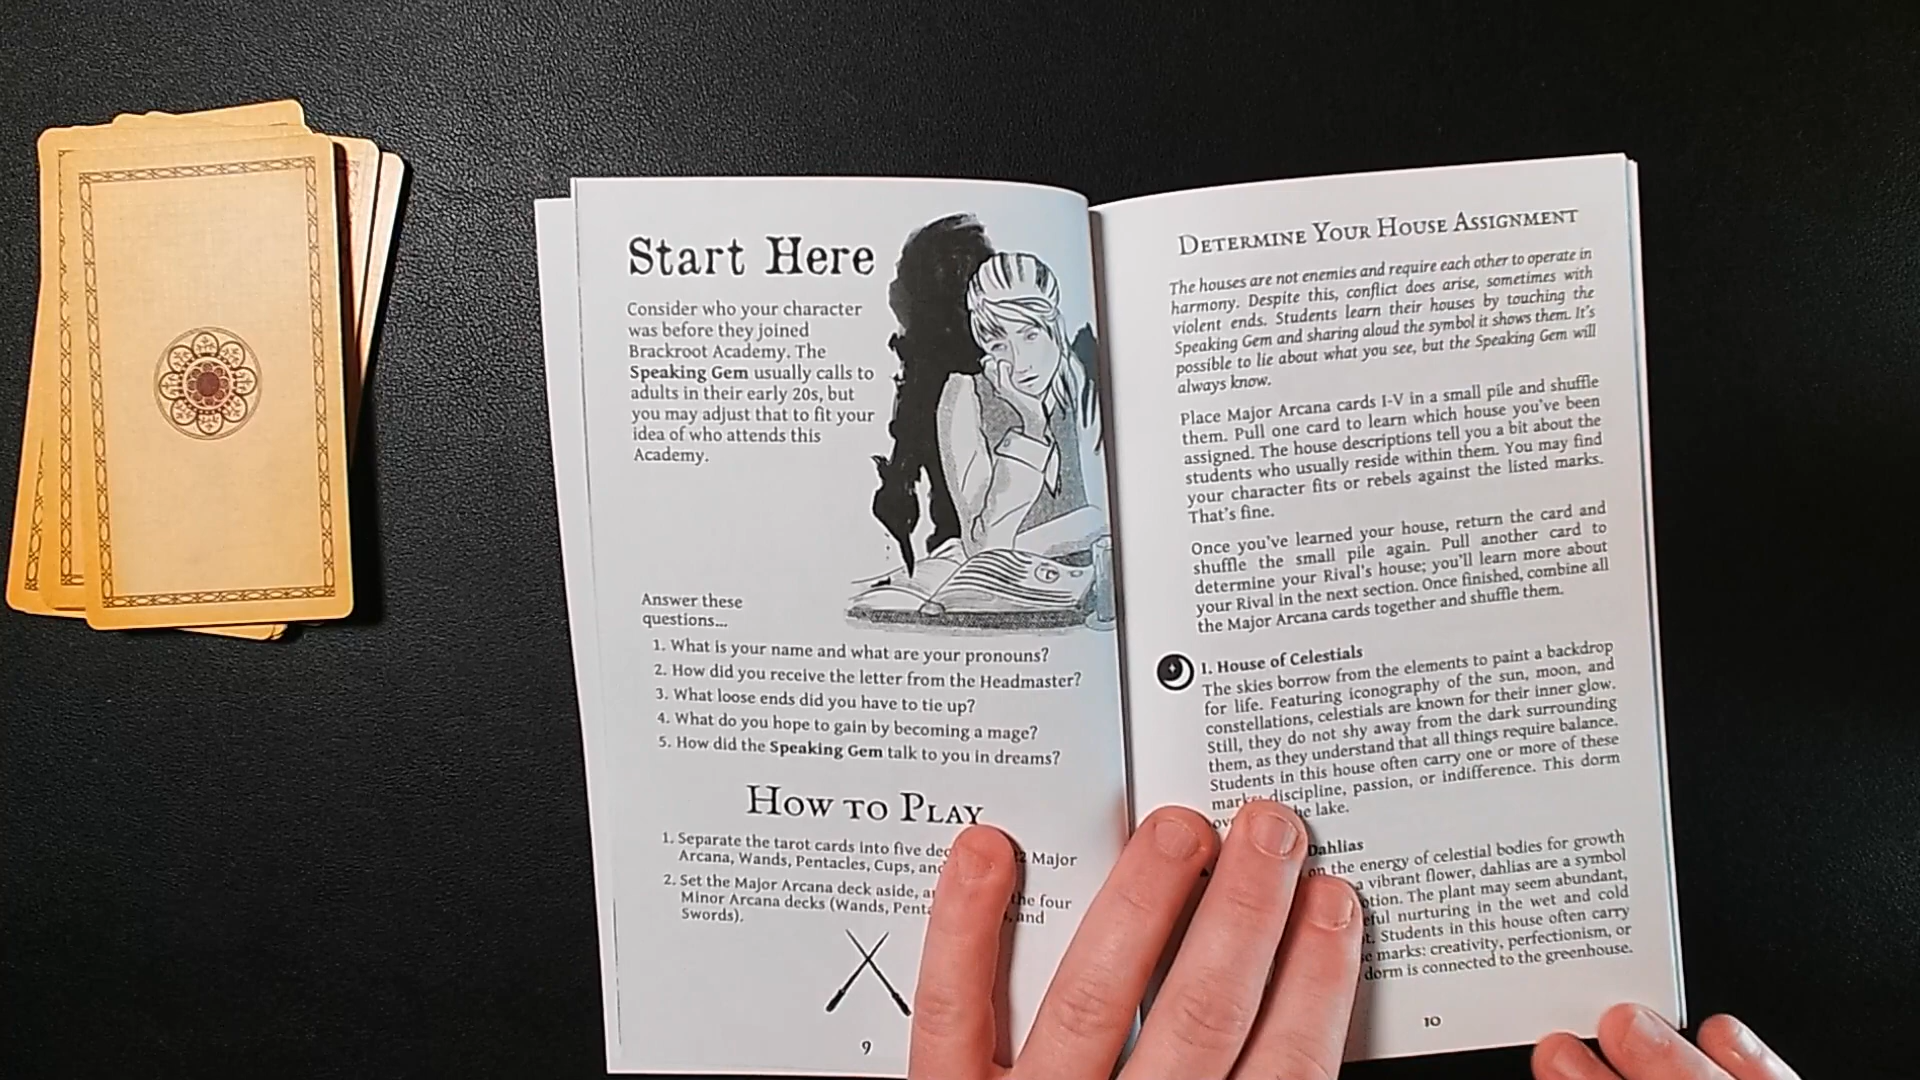 Start Here
Consider who your character
was before they joined
Brackroot Academy. The
Speaking Gem usually calls to
adults in their early 20s, but
you may adjust that to fit your
idea of who attends this
Academy.
Answer these
questions...
1. What is your name and what are your pronouns?
2. How did you receive the letter from the Headmaster?
3. What loose ends did you have to tie up?
4. What do you hope to gain by becoming a mage?
5. How did the Speaking Gem talk to you in dreams?
How to Play
1. Separate the tarot cards into five Major
Arcana, Wands, Pentacles, Cups,
2. Set the Major Arcana deck aside, the four
Minor Arcana decks (Wands, and
Swords).
9
Determine Your House Assignment
The houses are not enemies and require each other to operate in
harmony. Despite this, conflict does arise, sometimes with
violent ends. Students learn their houses by touching the
Speaking Gem and sharing aloud the symbol it shows them. It's
possible to lie about what you see, but the Speaking Gem will
always know.
Place Major Arcana cards I-V in a small pile and shuffle
them. Pull one card to learn which house you've been
assigned. The house descriptions tell you a bit about the
students who usually reside within them. You may find
your character fits or rebels against the listed marks.
That's fine.
Once you've learned your house, return the card and
shuffle the small pile again. Pull another card to
determine your Rival's house; you'll learn more about
your Rival in the next section. Once finished, combine all
the Major Arcana cards together and shuffle them.
I. House of Celestials
The skies borrow from the elements to paint a backdrop
for life. Featuring iconography of the sun, moon, and
constellations, celestials are known for their inner glow.
Still, they do not shy away from the dark surrounding
them, as they understand that all things require balance.
Students in this house often carry one or more of these
discipline, passion, or indifference. This dorm
lake.
Dahlias
on the energy of celestial bodies for growth
a vibrant flower, dahlias are a symbol
The plant may seem abundant,
nurturing in the wet and cold
Students in this house often carry
marks: creativity, perfectionism, or
dorm is connected to the greenhouse.
10